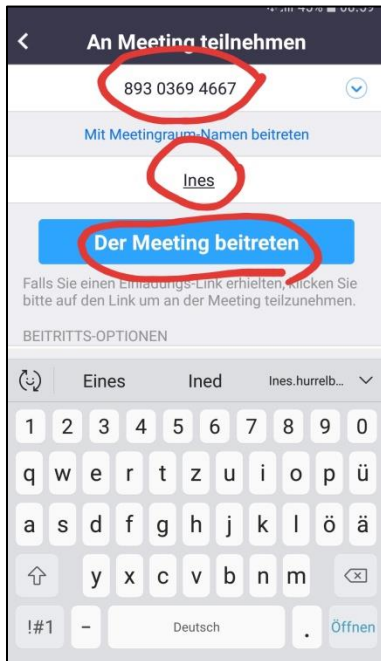 An Meeting teilnehmen
893 0369 4667
Mit Meetingraum-Namen beitreten
Ines
Der Meeting beitreten
Falls Sie einen Einladungs-Link erhielten, klicken Sie
bitte auf den Link um an der Meeting teilzunehmen.
BEITRITTS-OPTIONEN
Eines Ined Ines.hurrelb...
1 2 3 4 5 6 7 8 9 0
q w e r t z u i o p ü
a s d f g h j k l ö ä
y x c v b n m
!#1 - Deutsch . Öffnen